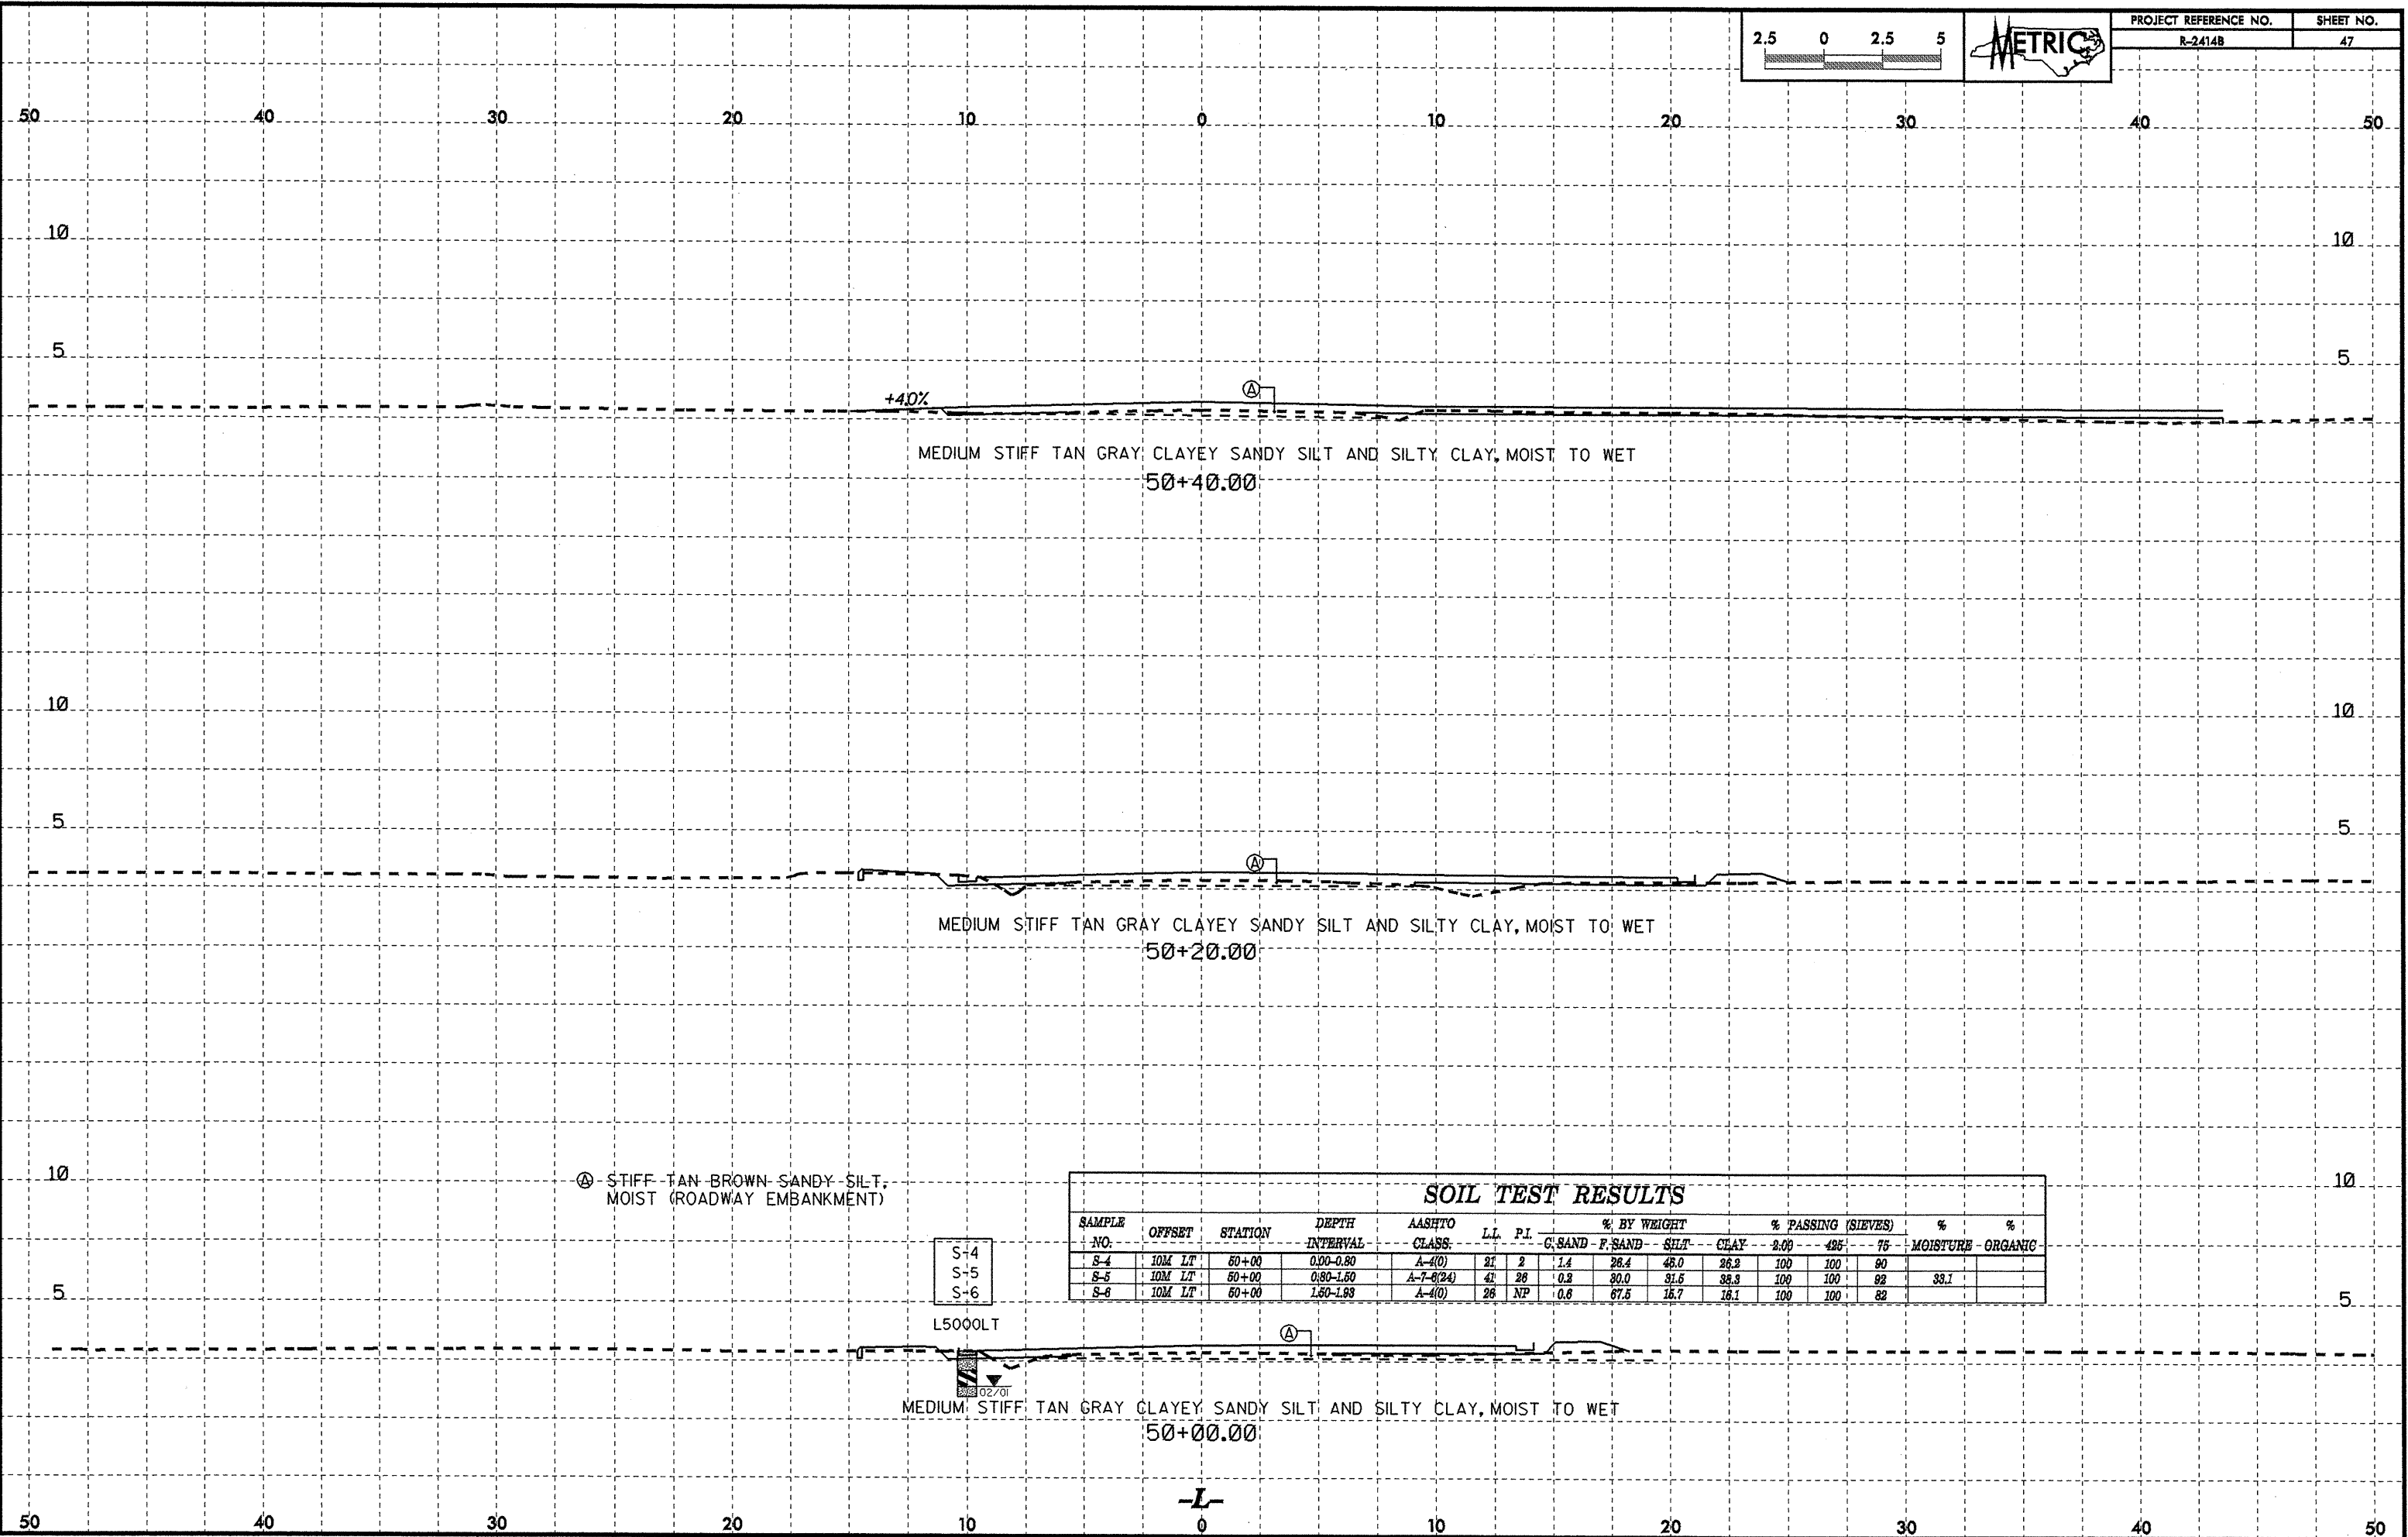 PROJECT REFERENCE NO. SHEET NO.
R-2414B 47
2.5 0 2.5 5
METRIC
50 40 30 20 10 0 10 20 30 40 50
10 10
5 5
A
+4.0%
MEDIUM STIFF TAN GRAY CLAYEY SANDY SILT AND SILTY CLAY, MOIST TO WET
50+40.00
10 10
5 5
A
MEDIUM STIFF TAN GRAY CLAYEY SANDY SILT AND SILTY CLAY, MOIST TO WET
50+20.00
10 10
A STIFF TAN BROWN SANDY SILT,
MOIST (ROADWAY EMBANKMENT)
SOIL TEST RESULTS
SAMPLE NO. OFFSET STATION DEPTH INTERVAL AASHTO CLASS. L.L. P.I. % BY WEIGHT C. SAND F. SAND SILT CLAY % PASSING (SIEVES) 2.00 425 75 % MOISTURE % ORGANIC
S-4 10M LT 50+00 0.00-0.80 A-4(0) 21 2 1.4 26.4 46.0 26.2 100 100 90
S-5 10M LT 50+00 0.80-1.50 A-7-6(24) 41 26 0.2 30.0 31.5 38.3 100 100 92 33.1
S-6 10M LT 50+00 1.50-1.93 A-4(0) 26 NP 0.6 67.5 15.7 16.1 100 100 82
S-4
S-5
S-6
5 5
L5000LT
A
02/01
MEDIUM STIFF TAN GRAY CLAYEY SANDY SILT AND SILTY CLAY, MOIST TO WET
50+00.00
-L-
50 40 30 20 10 0 10 20 30 40 50